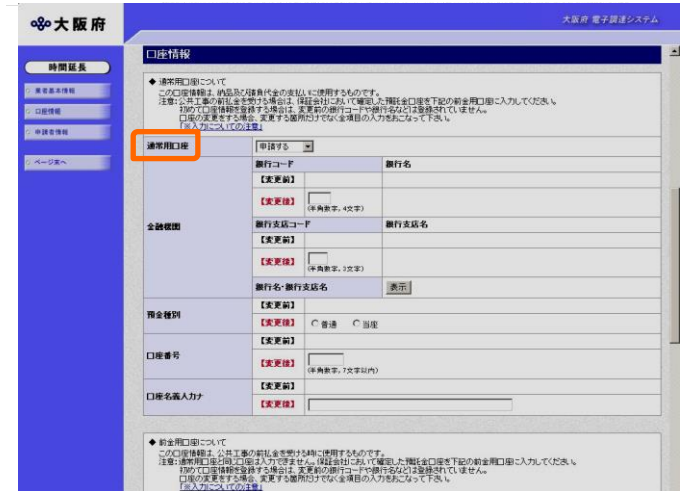 大阪府
大阪府 電子調達システム
時間延長
業者基本情報
口座情報
申請者情報
ページ末へ
口座情報
◆ 通常用口座について
この口座情報は、納品及び請負代金の支払いに使用するものです。
注意:公共工事の前払金を受ける場合は、保証会社において確定した預託金口座を下記の前金用口座に入力してください。
初めて口座情報を登録する場合は、変更前の銀行コードや銀行名などは登録されていません。
口座の変更をする場合、変更する箇所だけでなく全項目の入力をおこなって下さい。
「※入力についての注意」
通常用口座 申請する
金融機関
銀行コード 銀行名
【変更前】
【変更後】
(半角数字、4文字)
銀行支店コード 銀行支店名
【変更前】
【変更後】
(半角数字、3文字)
銀行名・銀行支店名 表示
預金種別
【変更前】
【変更後】 普通 当座
口座番号
【変更前】
【変更後】
(半角数字、7文字以内)
口座名義人カナ
【変更前】
【変更後】
◆ 前金用口座について
この口座情報は、公共工事の前払金を受ける時に使用するものです。
注意:通常用口座と同じ口座は入力できません。保証会社において確定した預託金口座を下記の前金用口座に入力してください。
初めて口座情報を登録する場合は、変更前の銀行コードや銀行名などは登録されていません。
口座の変更をする場合、変更する箇所だけでなく全項目の入力をおこなって下さい。
「※入力についての注意」